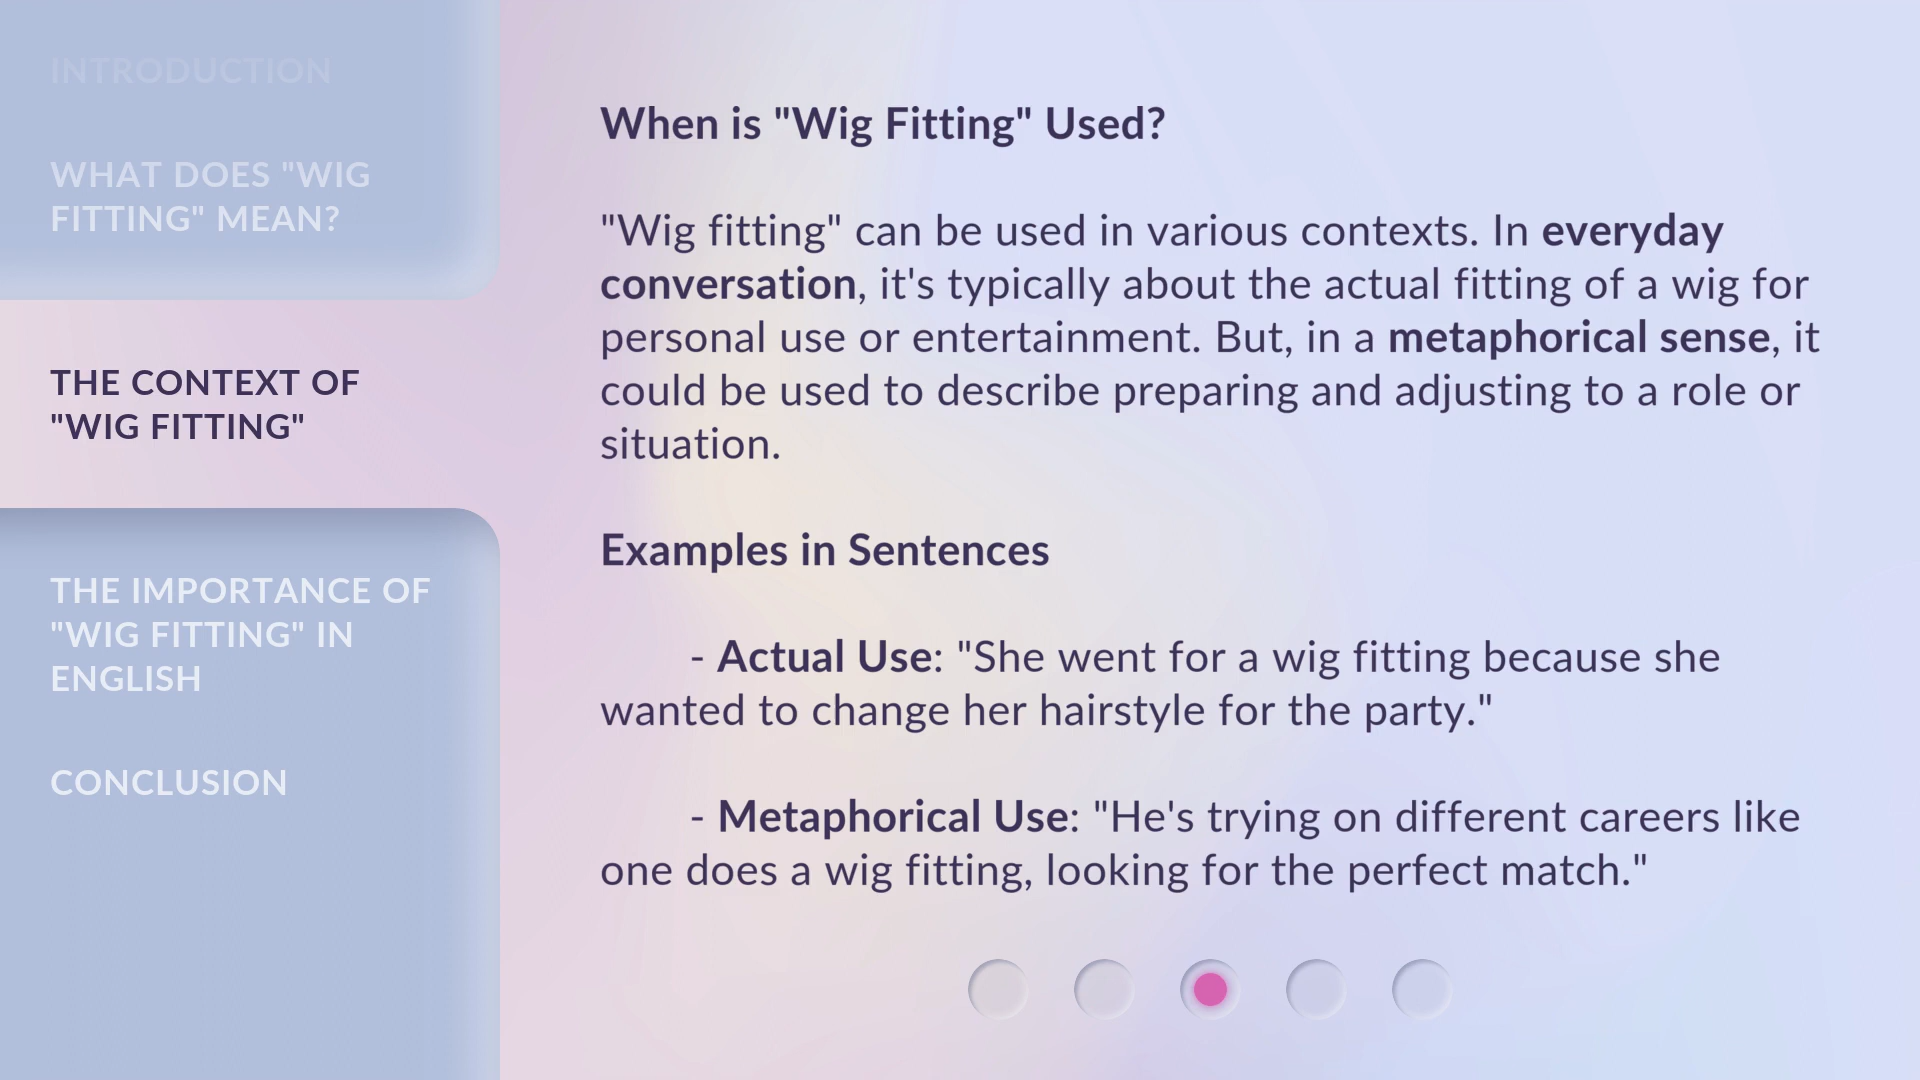 INTRODUCTION
WHAT DOES "WIG
FITTING" MEAN?
THE CONTEXT OF
"WIG FITTING"
THE IMPORTANCE OF
"WIG FITTING" IN
ENGLISH
CONCLUSION
When is "Wig Fitting" Used?
"Wig fitting" can be used in various contexts. In everyday
conversation, it's typically about the actual fitting of a wig for
personal use or entertainment. But, in a metaphorical sense, it
could be used to describe preparing and adjusting to a role or
situation.
Examples in Sentences
- Actual Use: "She went for a wig fitting because she
wanted to change her hairstyle for the party."
- Metaphorical Use: "He's trying on different careers like
one does a wig fitting, looking for the perfect match."